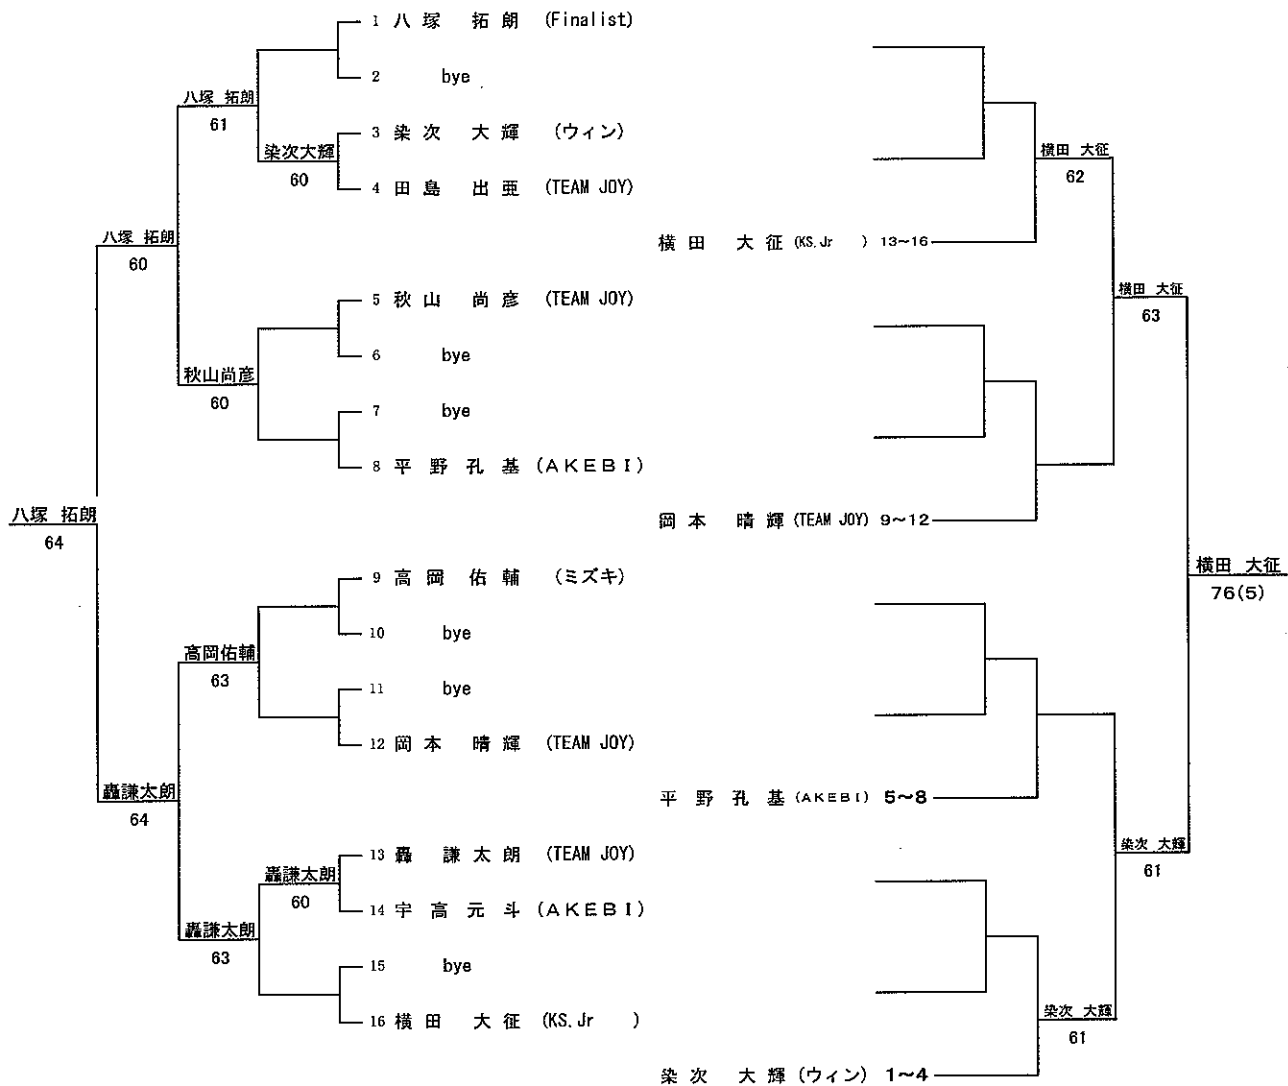 1 八塚 拓朗 (Finalist)
2 bye
八塚 拓朗
61
3 染次 大輝 (ウィン)
染次大輝
60
4 田島 出亜 (TEAM JOY)
八塚 拓朗
60
5 秋山 尚彦 (TEAM JOY)
6 bye
秋山尚彦
60
7 bye
8 平野孔基 (AKEBI)
八塚 拓朗
64
9 高岡 佑輔 (ミズキ)
10 bye
高岡佑輔
63
11 bye
12 岡本 晴輝 (TEAM JOY)
轟謙太朗
64
13 轟 謙太朗 (TEAM JOY)
轟謙太朗
60
14 宇高元斗 (AKEBI)
轟謙太朗
63
15 bye
16 横田 大征 (KS.Jr )
横田 大征
62
横田 大征 (KS.Jr ) 13~16
横田 大征
63
岡本 晴輝 (TEAM JOY) 9~12
横田 大征
76(5)
平野孔基 (AKEBI) 5~8
染次 大輝
61
染次 大輝
61
染次 大輝 (ウィン) 1~4